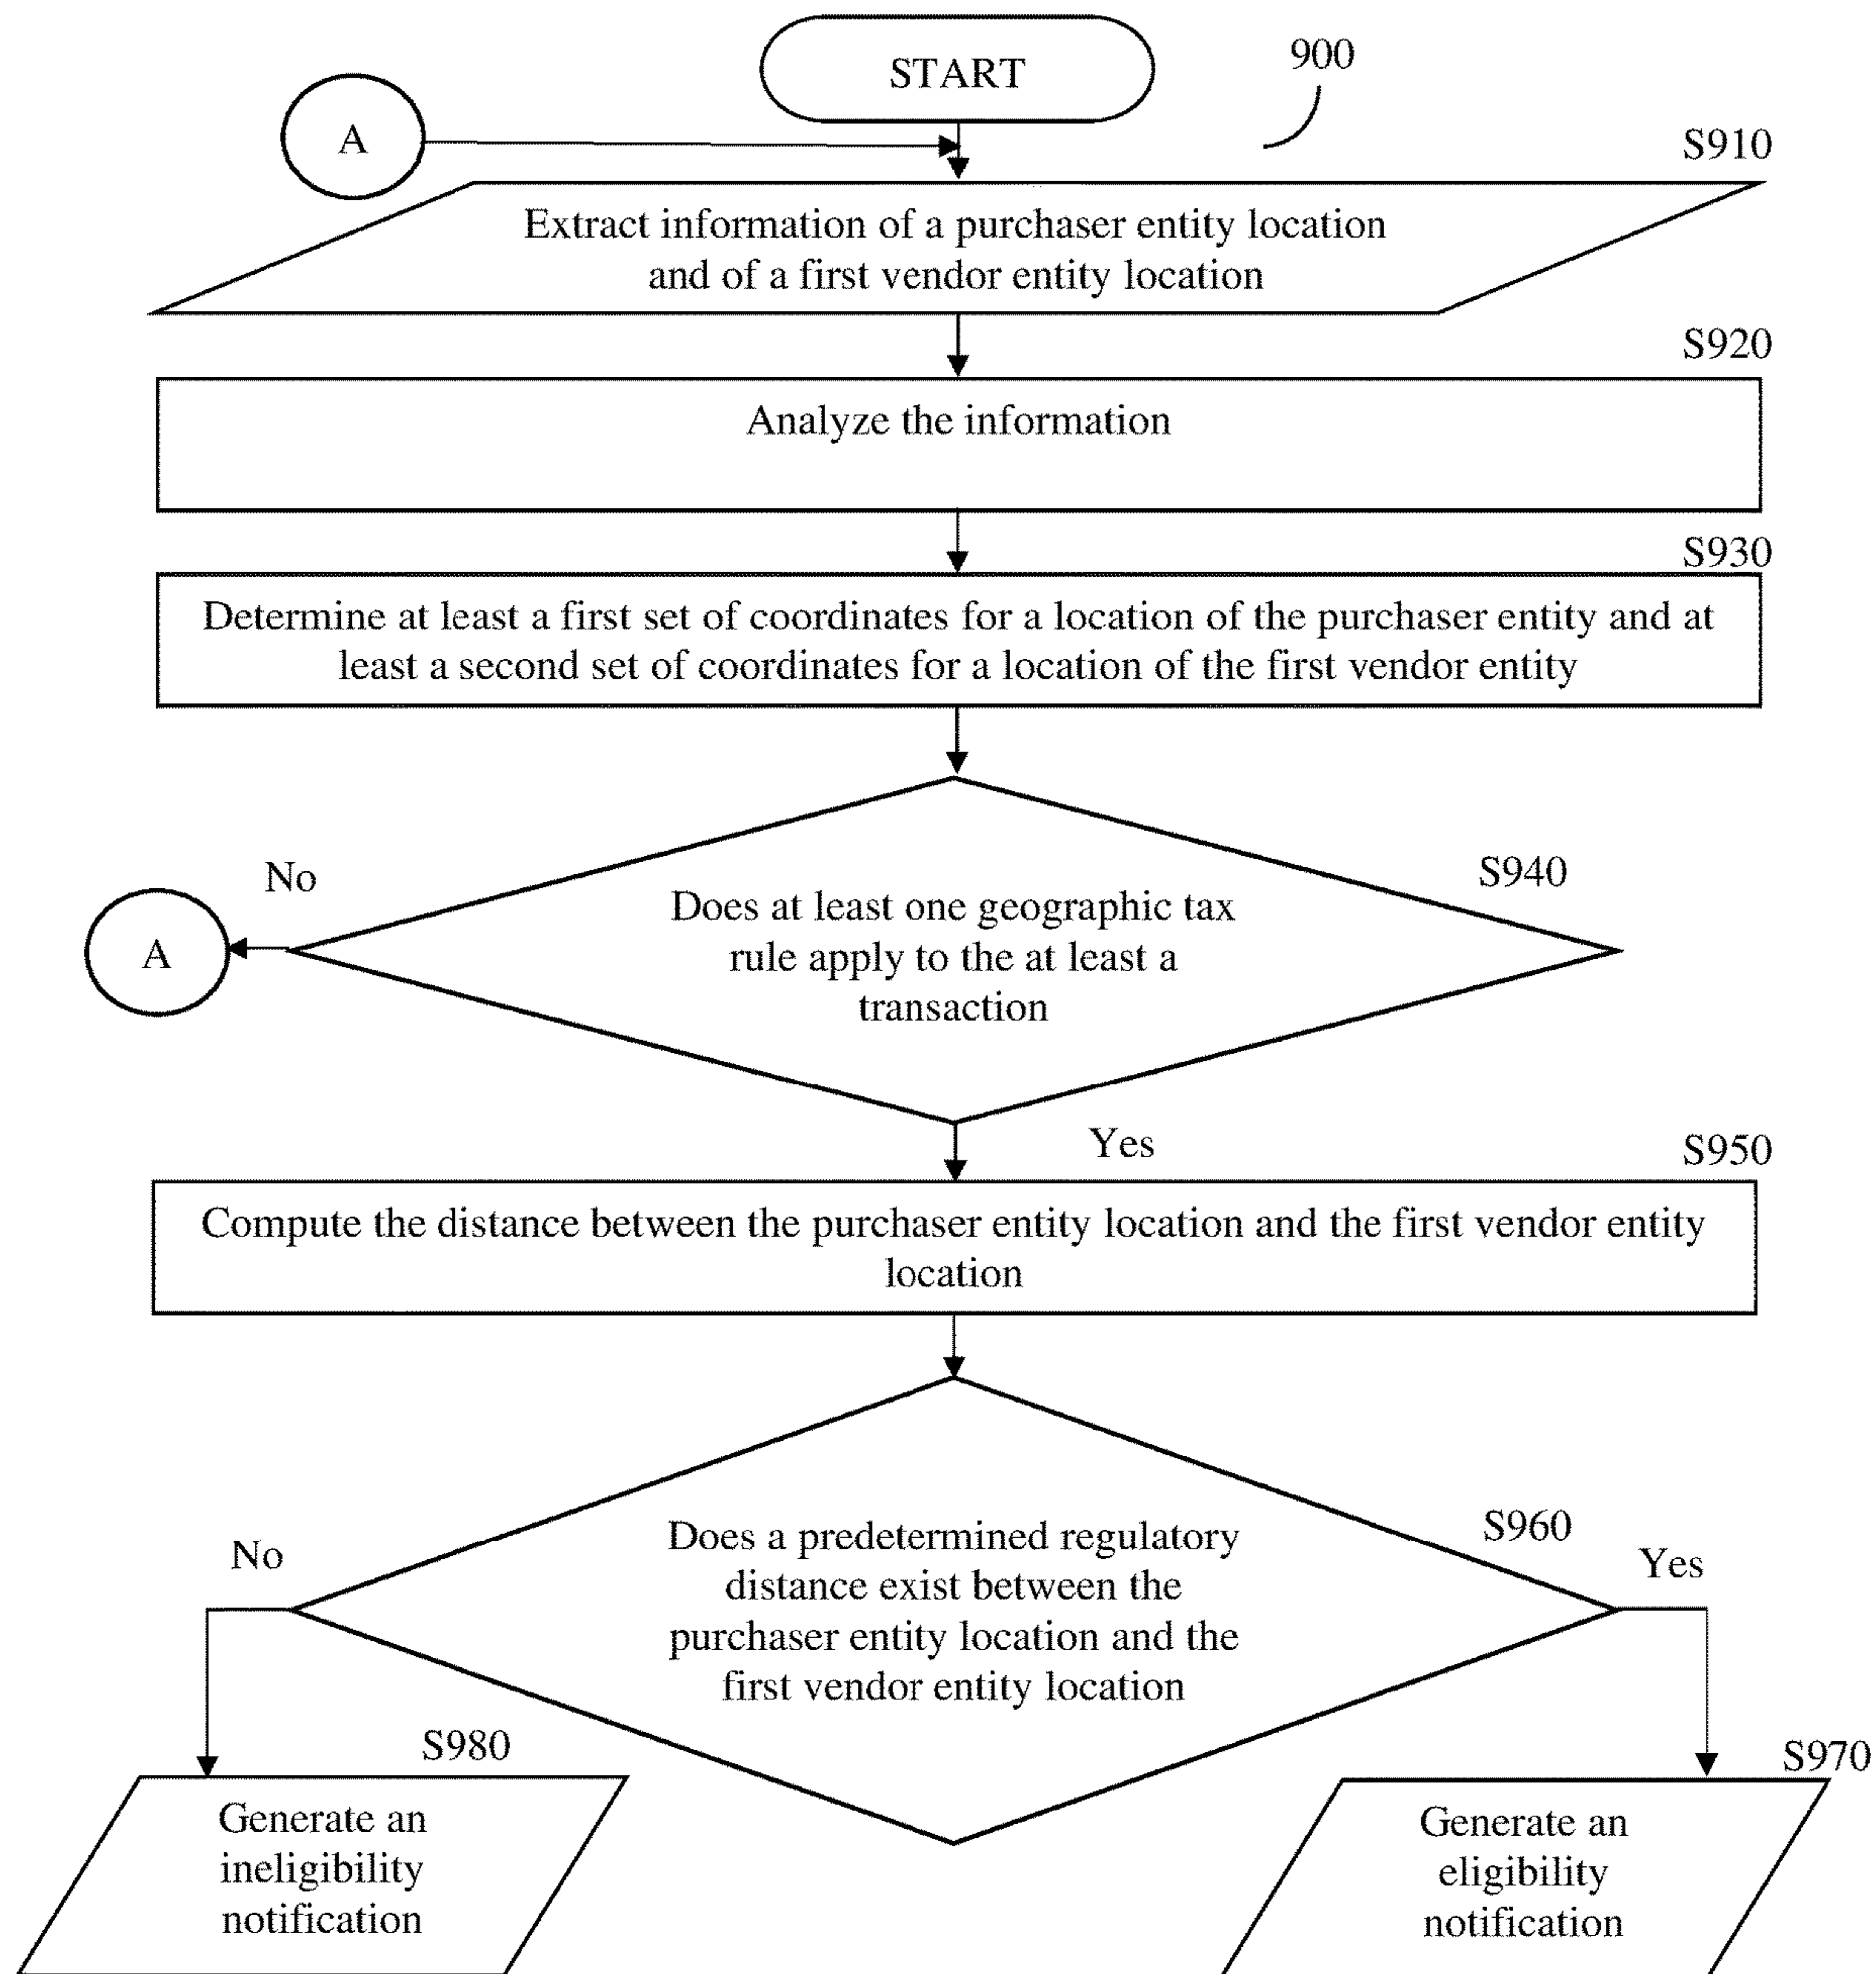 START
900
A
S910
Extract information of a purchaser entity location
and of a first vendor entity location
S920
Analyze the information
S930
Determine at least a first set of coordinates for a location of the purchaser entity and at
least a second set of coordinates for a location of the first vendor entity
No
S940
Does at least one geographic tax
rule apply to the at least a
transaction
A
Yes
S950
Compute the distance between the purchaser entity location and the first vendor entity
location
S960
No
Does a predetermined regulatory
distance exist between the
purchaser entity location and the
first vendor entity location
Yes
S980
Generate an
ineligibility
notification
S970
Generate an
eligibility
notification